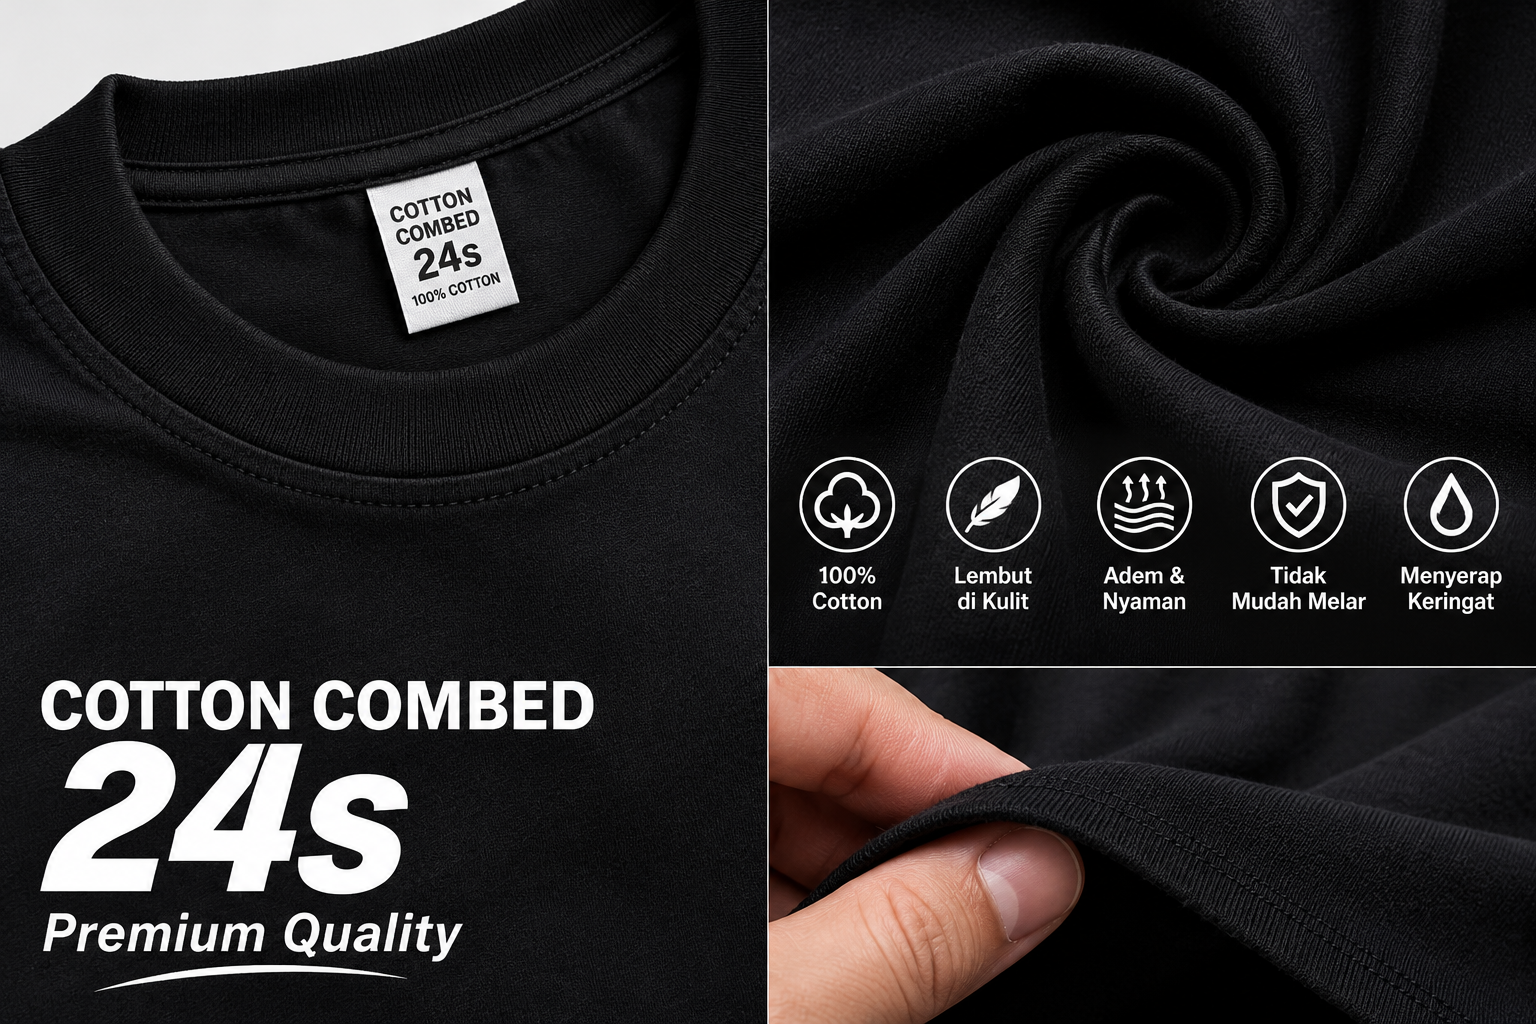 COTTON
COMBED
24s
100% COTTON
COTTON COMBED
24s
Premium Quality
100%
Cotton
Lembut
di Kulit
Adem &
Nyaman
Tidak
Mudah Melar
Menyerap
Keringat